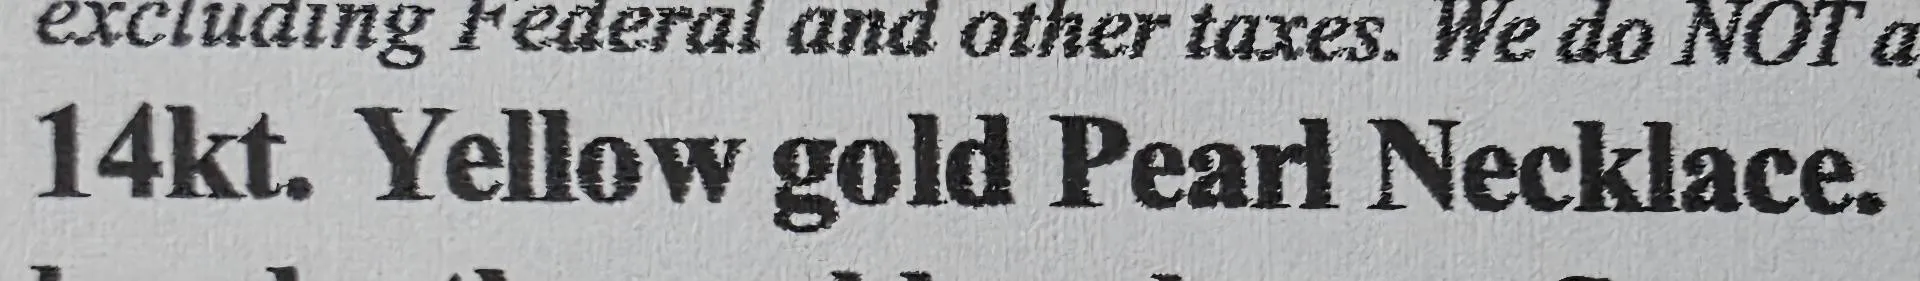 excluding Federal and other taxes. We do NOT
14kt. Yellow gold Pearl Necklace.